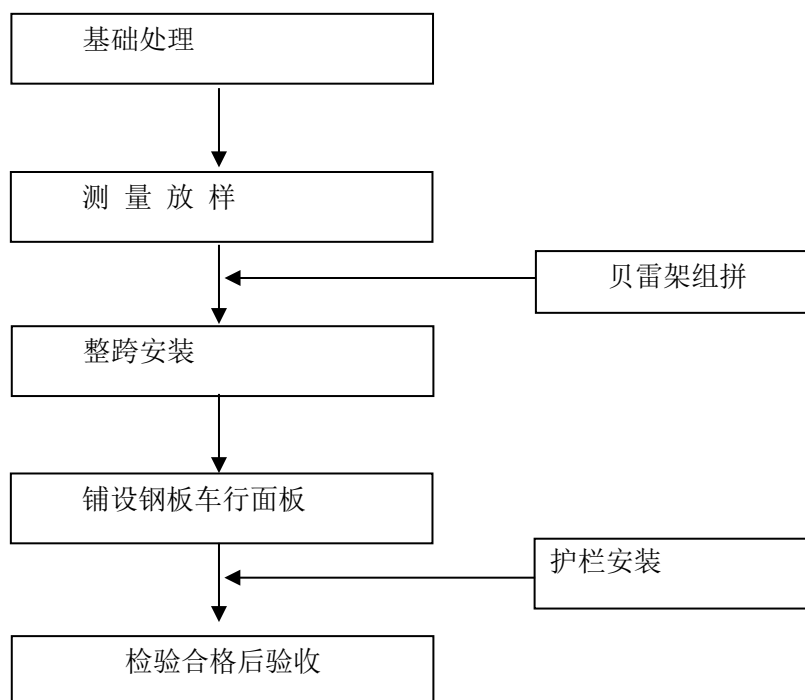 基础处理
测 量 放 样
贝雷架组拼
整跨安装
铺设钢板车行面板
护栏安装
检验合格后验收